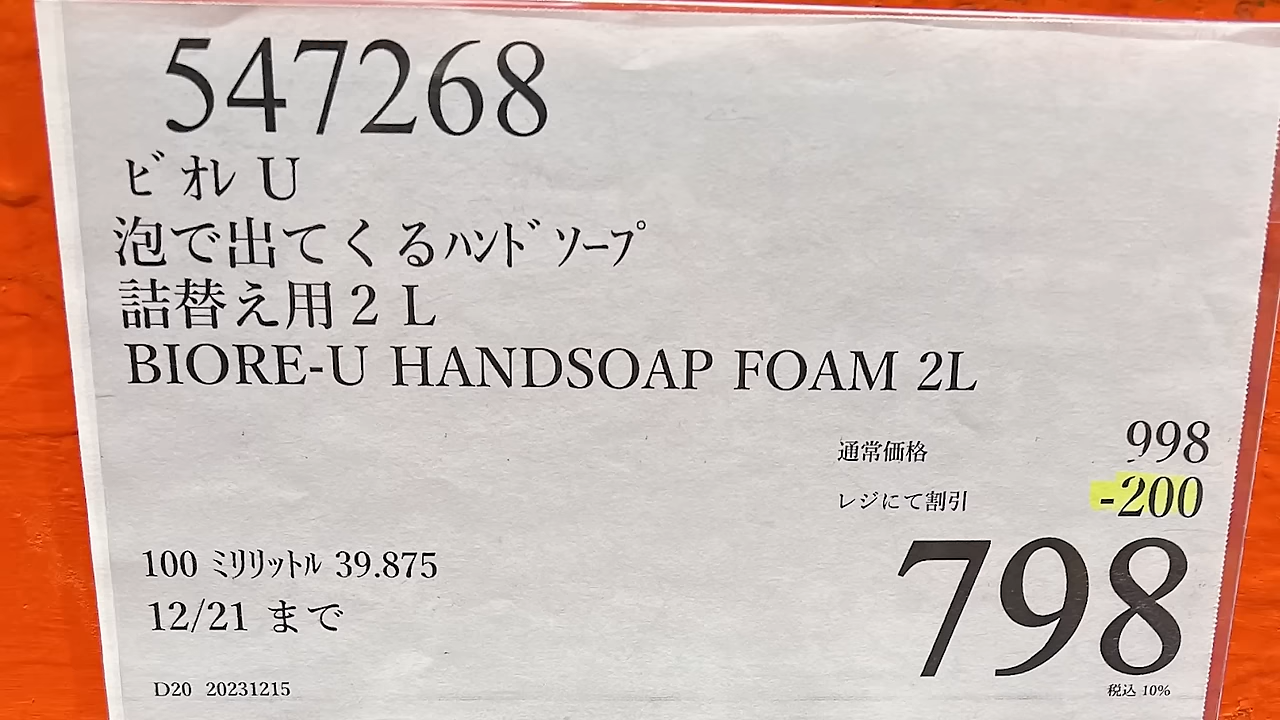 547268
ﾋﾞｵﾚ U
泡で出てくるﾊﾝﾄﾞｿｰﾌﾟ
詰替え用２Ｌ
BIORE-U HANDSOAP FOAM 2L
通常価格 998
レジにて割引 -200
798
100 ﾐﾘﾘｯﾄﾙ 39.875
12/21 まで
D20 20231215
税込 10%